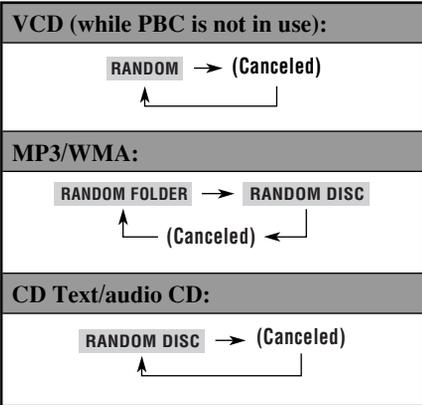 VCD (while PBC is not in use):
RANDOM (Canceled)
MP3/WMA:
RANDOM FOLDER RANDOM DISC
(Canceled)
CD Text/audio CD:
RANDOM DISC (Canceled)